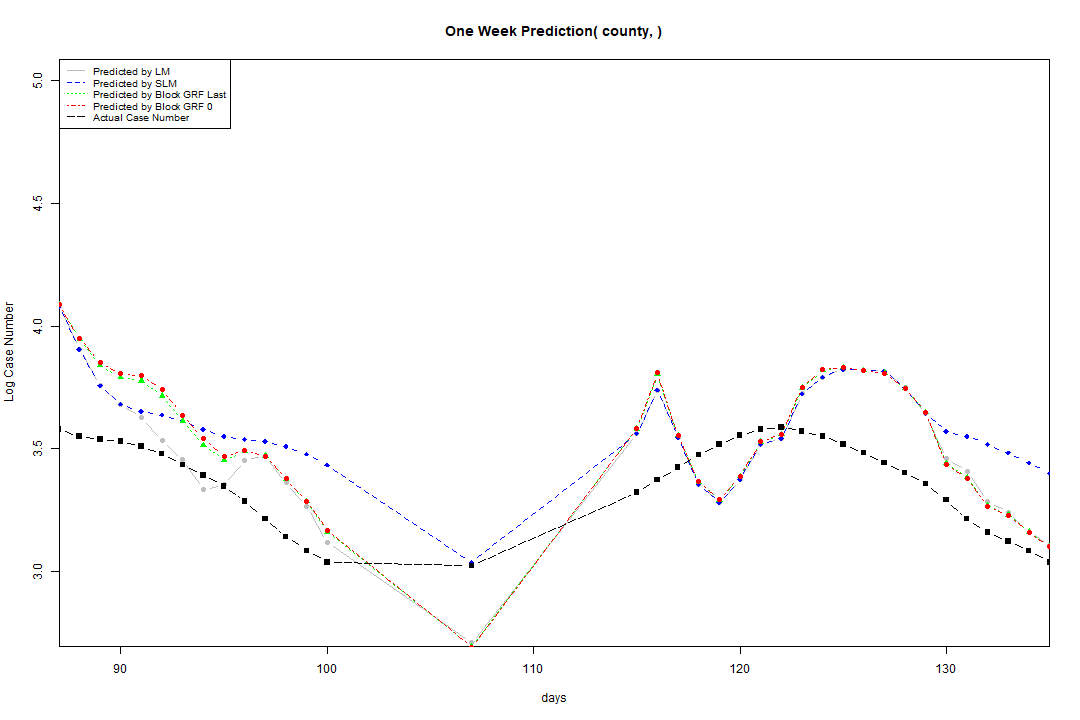 One Week Prediction( county, )
Predicted by LM
Predicted by SLM
Predicted by Block GRF Last
Predicted by Block GRF 0
Actual Case Number
5.0
4.5
4.0
3.5
3.0
Log Case Number
90 100 110 120 130
days